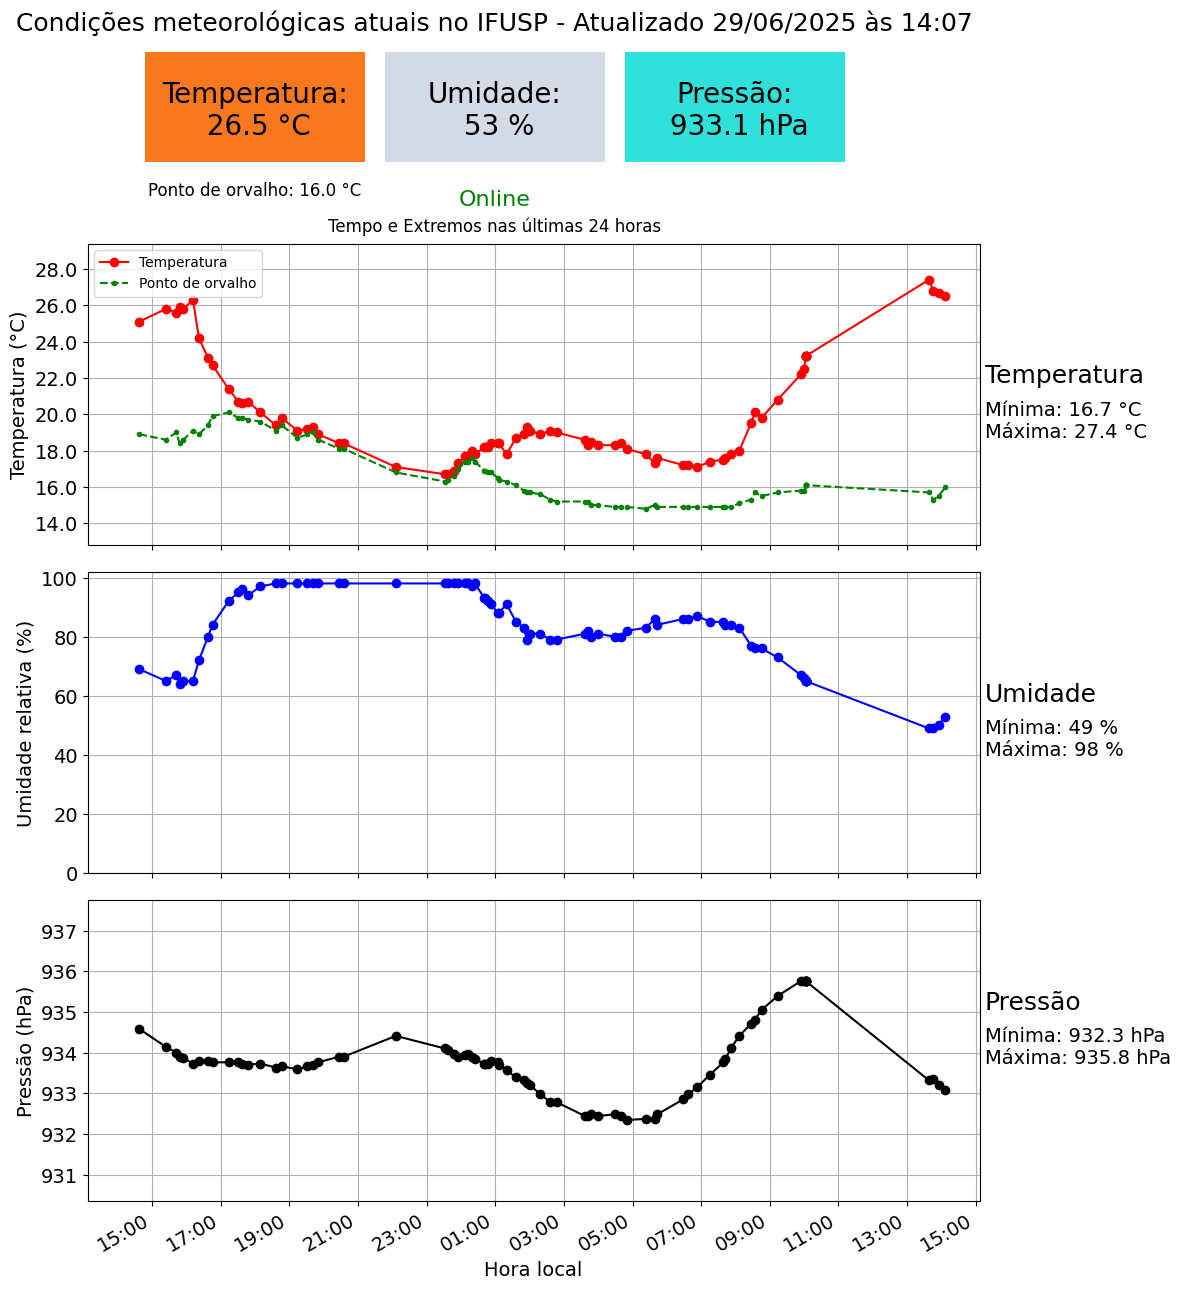 Condições meteorológicas atuais no IFUSP - Atualizado 29/06/2025 às 14:07
Temperatura:
26.5 °C
Umidade:
53 %
Pressão:
933.1 hPa
Ponto de orvalho: 16.0 °C
Online
Tempo e Extremos nas últimas 24 horas
Temperatura
Ponto de orvalho
Temperatura (°C)
28.0
26.0
24.0
22.0
20.0
18.0
16.0
14.0
Temperatura
Mínima: 16.7 °C
Máxima: 27.4 °C
Umidade relativa (%)
100
80
60
40
20
0
Umidade
Mínima: 49 %
Máxima: 98 %
Pressão (hPa)
937
936
935
934
933
932
931
Pressão
Mínima: 932.3 hPa
Máxima: 935.8 hPa
15:00
17:00
19:00
21:00
23:00
01:00
03:00
05:00
07:00
09:00
11:00
13:00
15:00
Hora local